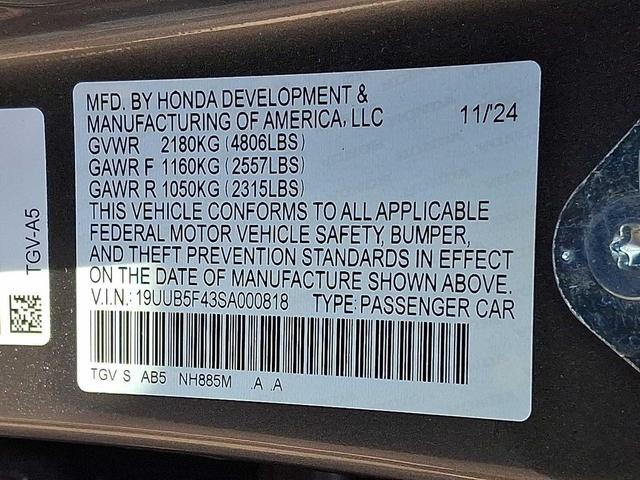 MFD. BY HONDA DEVELOPMENT &
MANUFACTURING OF AMERICA, LLC 11/'24
GVWR 2180KG (4806LBS)
GAWR F 1160KG (2557LBS)
GAWR R 1050KG (2315LBS)
THIS VEHICLE CONFORMS TO ALL APPLICABLE
FEDERAL MOTOR VEHICLE SAFETY, BUMPER,
AND THEFT PREVENTION STANDARDS IN EFFECT
ON THE DATE OF MANUFACTURE SHOWN ABOVE.
V.I.N.: 19UUB5F43SA000818 TYPE: PASSENGER CAR
TGV S AB5 NH885M .A .A
TGV-A5